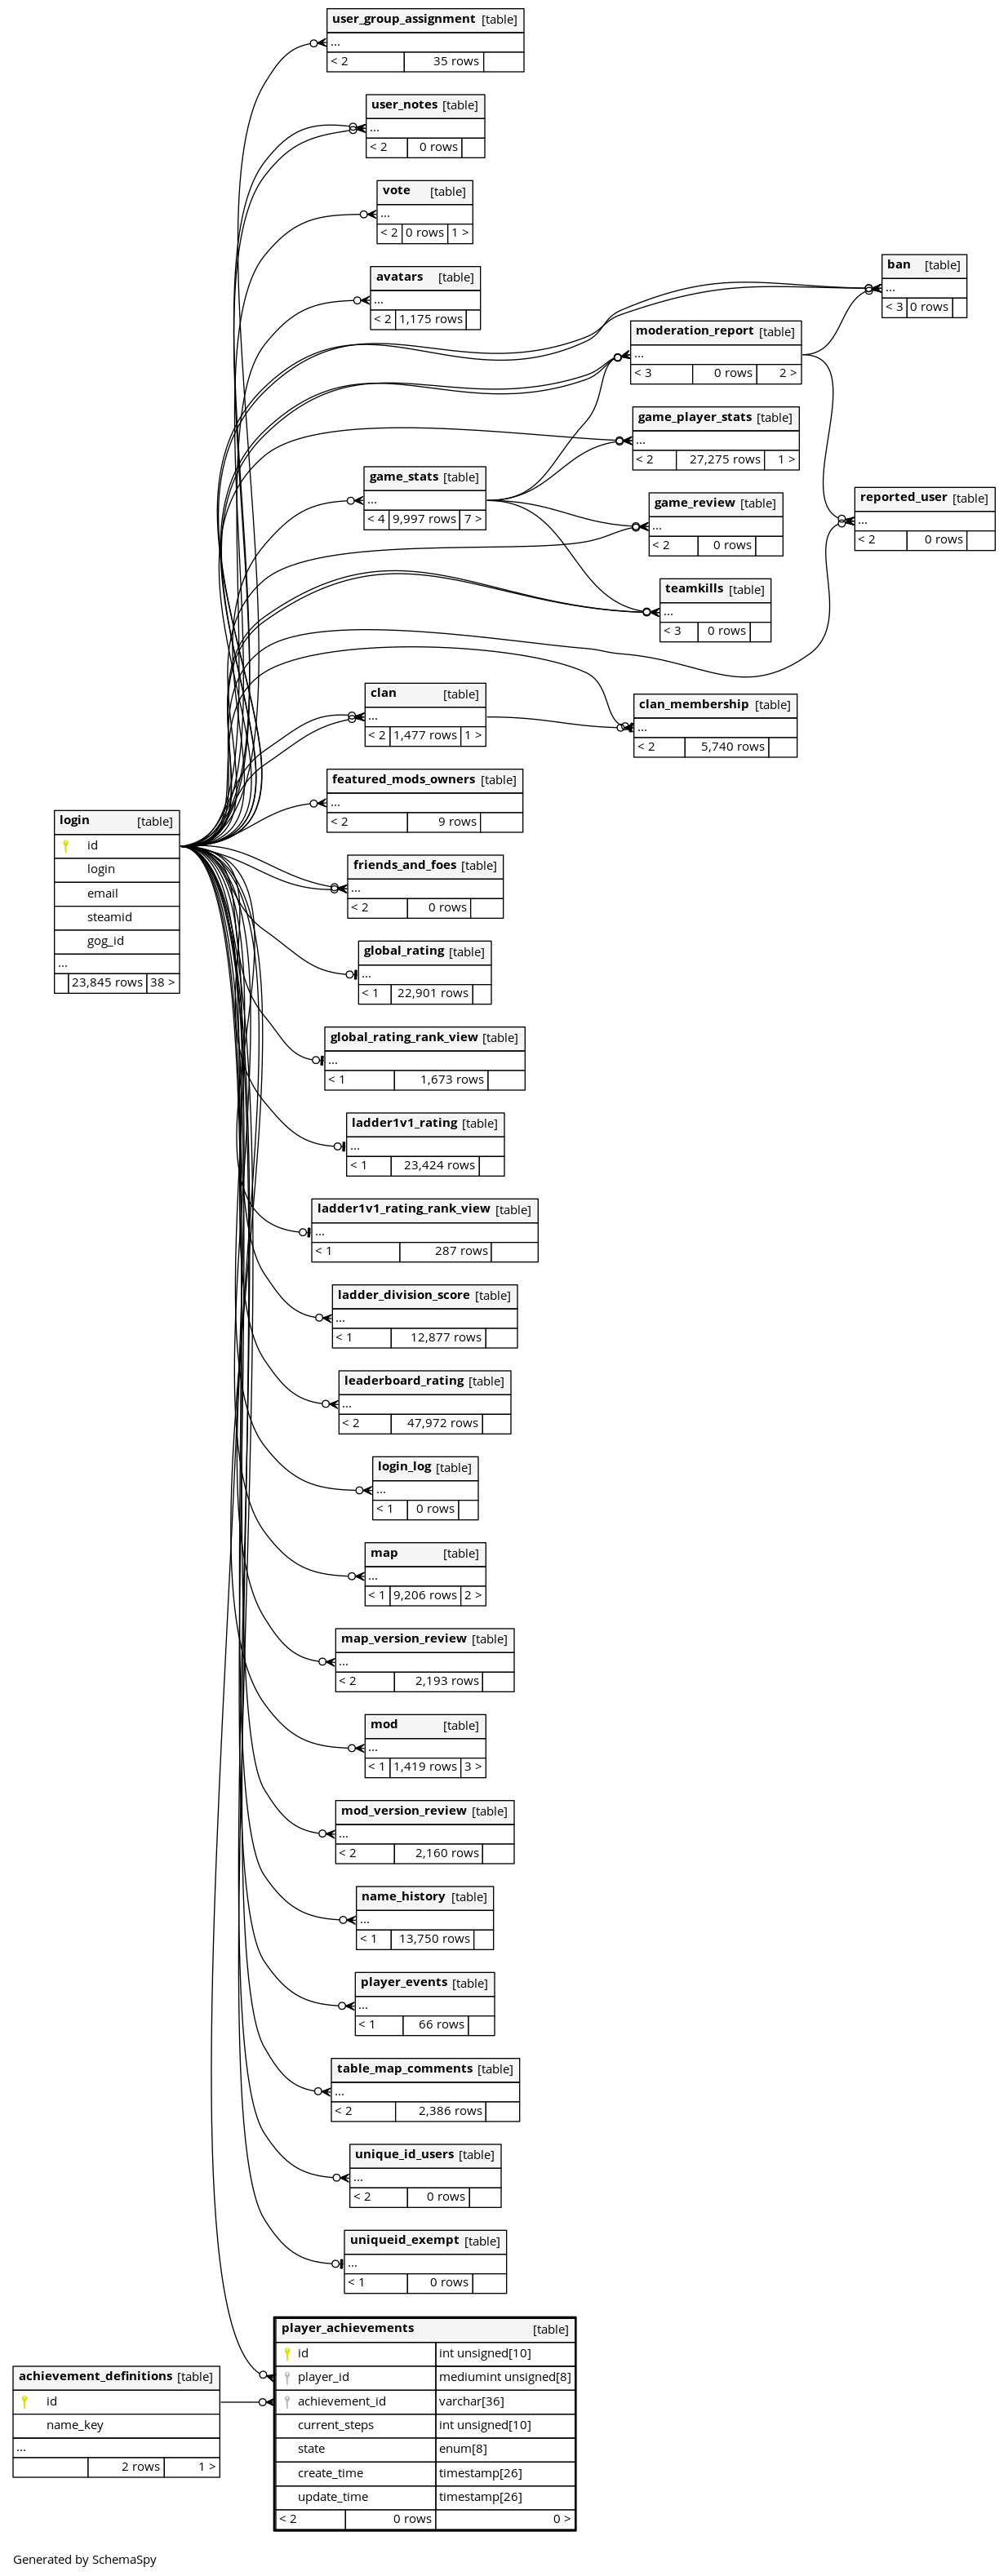 user_group_assignment [table]
...
< 2 35 rows
user_notes [table]
...
< 2 0 rows
vote [table]
...
< 2 0 rows 1 >
avatars [table]
...
< 2 1,175 rows
ban [table]
...
< 3 0 rows
moderation_report [table]
...
< 3 0 rows 2 >
game_player_stats [table]
...
< 2 27,275 rows 1 >
game_stats [table]
...
< 4 9,997 rows 7 >
game_review [table]
...
< 2 0 rows
reported_user [table]
...
< 2 0 rows
teamkills [table]
...
< 3 0 rows
clan [table]
...
< 2 1,477 rows 1 >
clan_membership [table]
...
< 2 5,740 rows
featured_mods_owners [table]
...
< 2 9 rows
login [table]
id
login
email
steamid
gog_id
...
23,845 rows 38 >
friends_and_foes [table]
...
< 2 0 rows
global_rating [table]
...
< 1 22,901 rows
global_rating_rank_view [table]
...
< 1 1,673 rows
ladder1v1_rating [table]
...
< 1 23,424 rows
ladder1v1_rating_rank_view [table]
...
< 1 287 rows
ladder_division_score [table]
...
< 1 12,877 rows
leaderboard_rating [table]
...
< 2 47,972 rows
login_log [table]
...
< 1 0 rows
map [table]
...
< 1 9,206 rows 2 >
map_version_review [table]
...
< 2 2,193 rows
mod [table]
...
< 1 1,419 rows 3 >
mod_version_review [table]
...
< 2 2,160 rows
name_history [table]
...
< 1 13,750 rows
player_events [table]
...
< 1 66 rows
table_map_comments [table]
...
< 2 2,386 rows
unique_id_users [table]
...
< 2 0 rows
uniqueid_exempt [table]
...
< 1 0 rows
player_achievements [table]
id int unsigned[10]
player_id mediumint unsigned[8]
achievement_id varchar[36]
current_steps int unsigned[10]
state enum[8]
create_time timestamp[26]
update_time timestamp[26]
< 2 0 rows 0 >
achievement_definitions [table]
id
name_key
...
2 rows 1 >
Generated by SchemaSpy